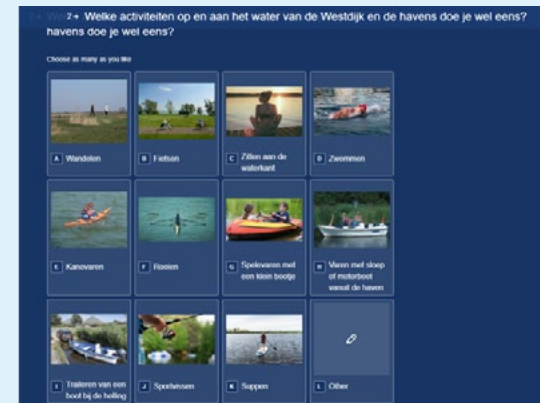 2→ Welke activiteiten op en aan het water van de Westdijk en de havens doe je wel eens?
havens doe je wel eens?
Choose as many as you like
A Wandelen
B Fietsen
C Zitten aan de
waterkant
D Zwemmen
E Kanovaren
F Roeien
G Spelevaren met
een klein bootje
H Varen met sloep
of motorboot
vanuit de haven
I Traileren van een
boot bij de helling
J Sportvissen
K Suppen
L Other